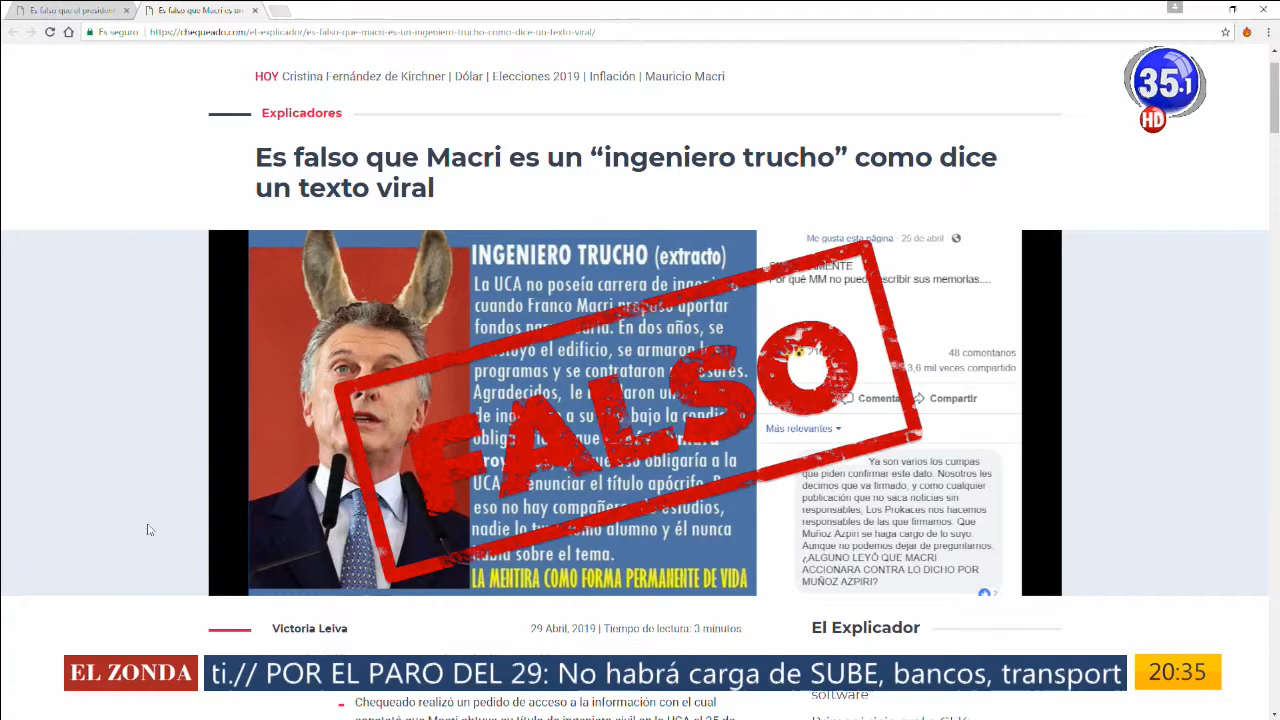 Es falso que el president
Es falso que Macri es un
Es seguro
https://chequeado.com/el-explicador/es-falso-que-macri-es-un-ingeniero-trucho-como-dice-un-texto-viral/
HOY Cristina Fernández de Kirchner | Dólar | Elecciones 2019 | Inflación | Mauricio Macri
35.1
HD
Explicadores
Es falso que Macri es un “ingeniero trucho” como dice
un texto viral
INGENIERO TRUCHO (extracto)
La UCA no poseía carrera de
cuando Franco Macri aportar
fondos En dos años, se
el edificio, se armaron
programas y se contrataron
Agradecidos, le
de bajo la
que
obligaría a la
UCA el título apócrifo.
eso no hay estudios,
nadie lo alumno y él nunca
sobre el tema.
LA MENTIRA COMO FORMA PERMANENTE DE VIDA
FALSO
Me gusta esta página · 25 de abril
Por qué MM no puede escribir sus memorias....
48 comentarios
3,6 mil veces compartido
Compartir
Más relevantes
Ya son varios los cumpas
que piden confirmar este dato. Nosotros les
decimos que va firmado, y como cualquier
publicación que no saca noticias sin
responsables, Los Prokaces nos hacemos
responsables de las que firmamos. Que
Muñoz Azpiri se haga cargo de lo suyo.
Aunque no podemos dejar de preguntarnos.
¿ALGUNO LEYÓ QUE MACRI
ACCIONARA CONTRA LO DICHO POR
MUÑOZ AZPIRI?
2
Victoria Leiva
29 Abril, 2019 | Tiempo de lectura: 3 minutos
El Explicador
EL ZONDA
ti.// POR EL PARO DEL 29: No habrá carga de SUBE, bancos, transport
20:35
software
Chequeado realizó un pedido de acceso a la información con el cual